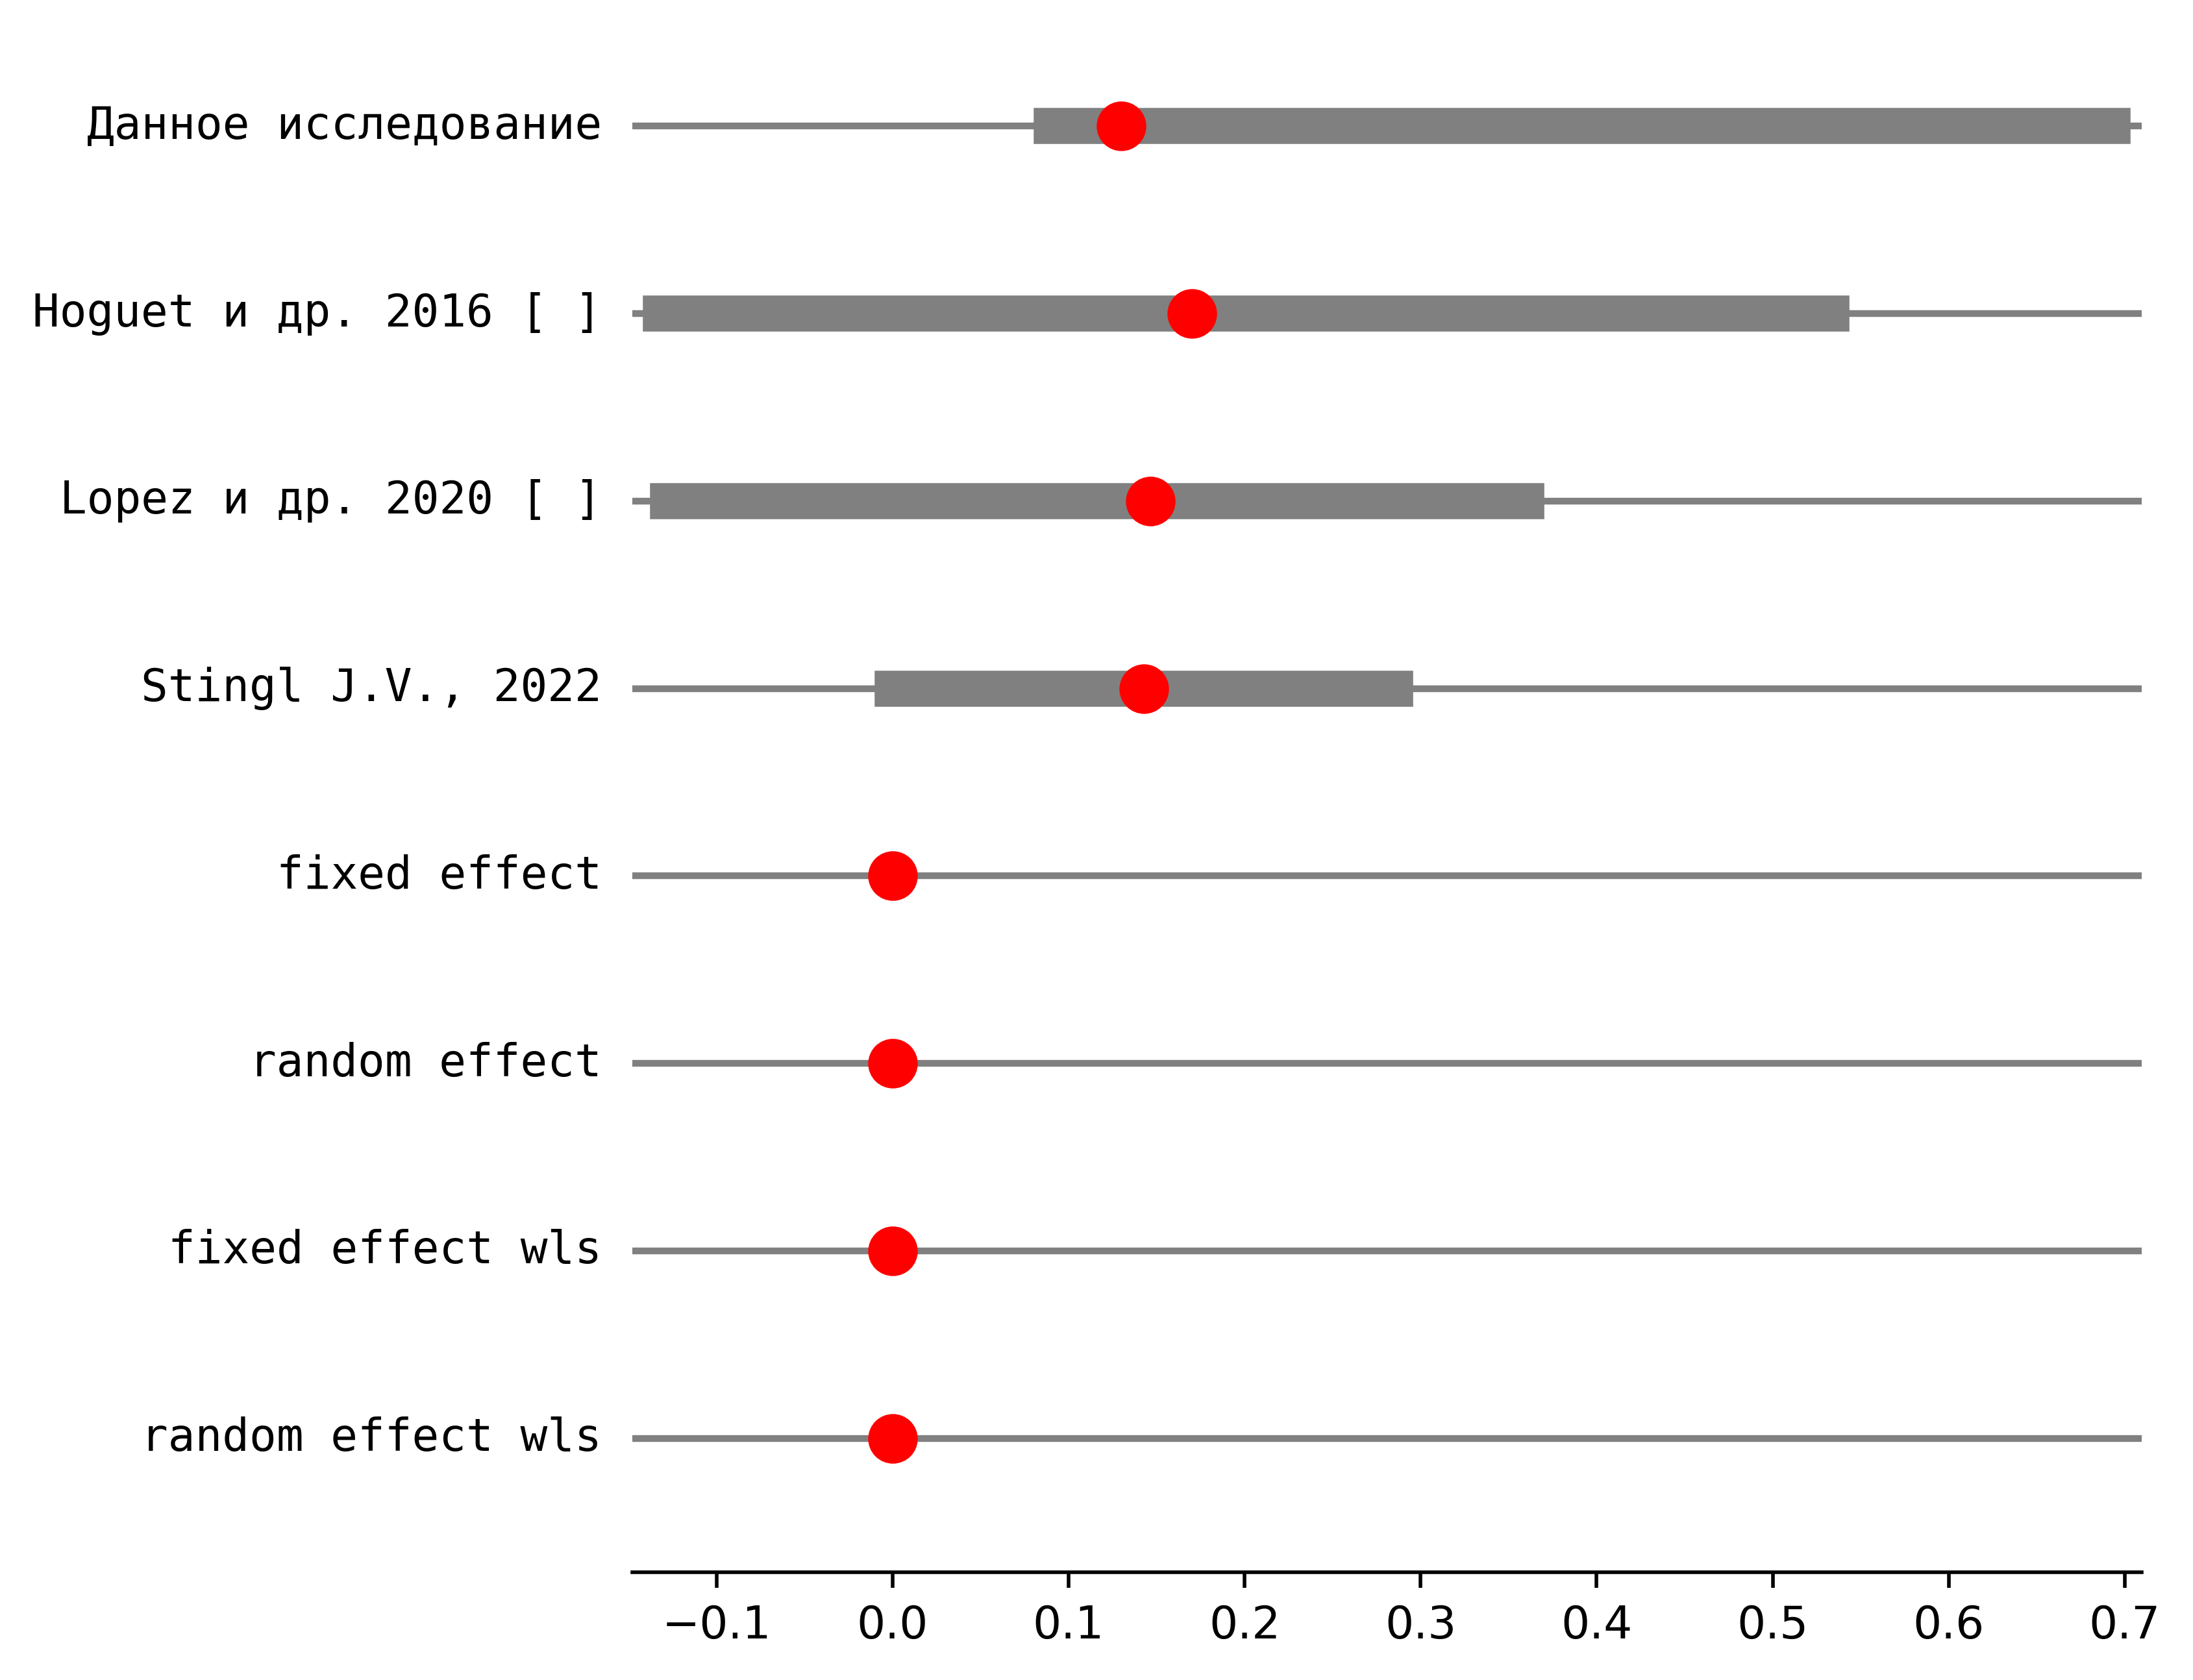 Данное исследование
Hoguet и др. 2016 [ ]
Lopez и др. 2020 [ ]
Stingl J.V., 2022
fixed effect
random effect
fixed effect wls
random effect wls
−0.1 0.0 0.1 0.2 0.3 0.4 0.5 0.6 0.7